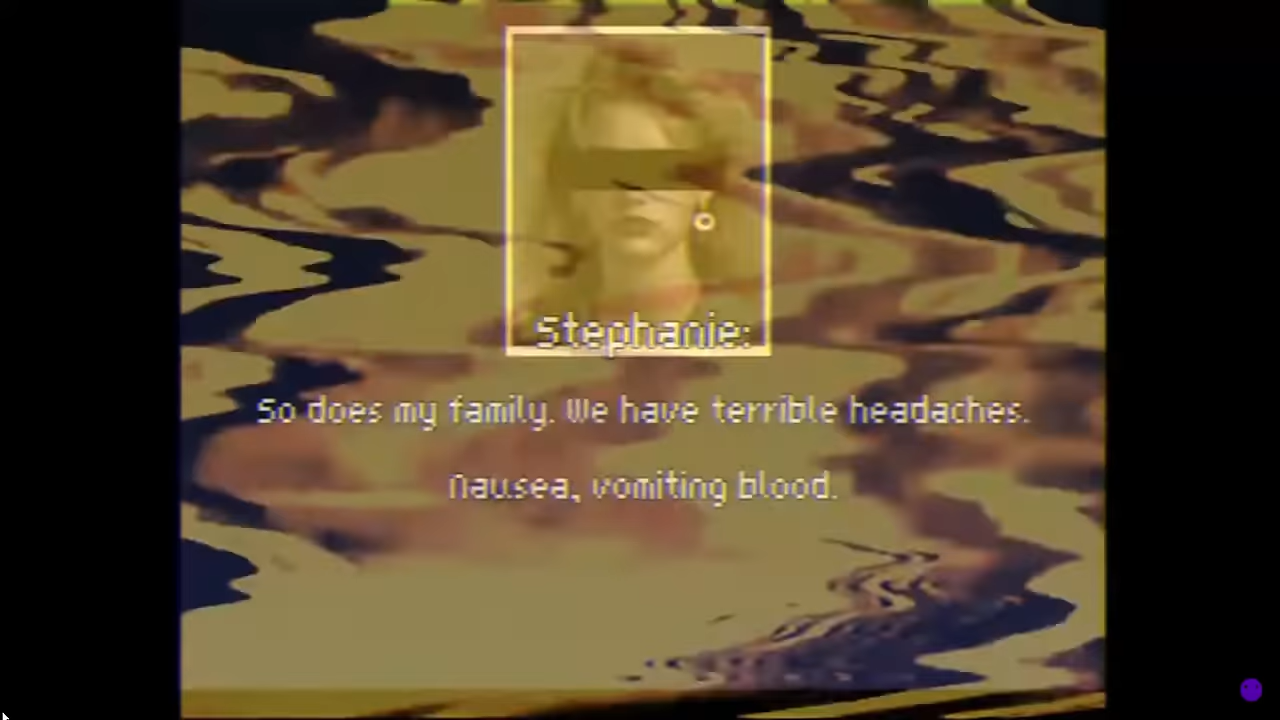 Stephanie:
So does my family. We have terrible headaches.
Nausea, vomiting blood.